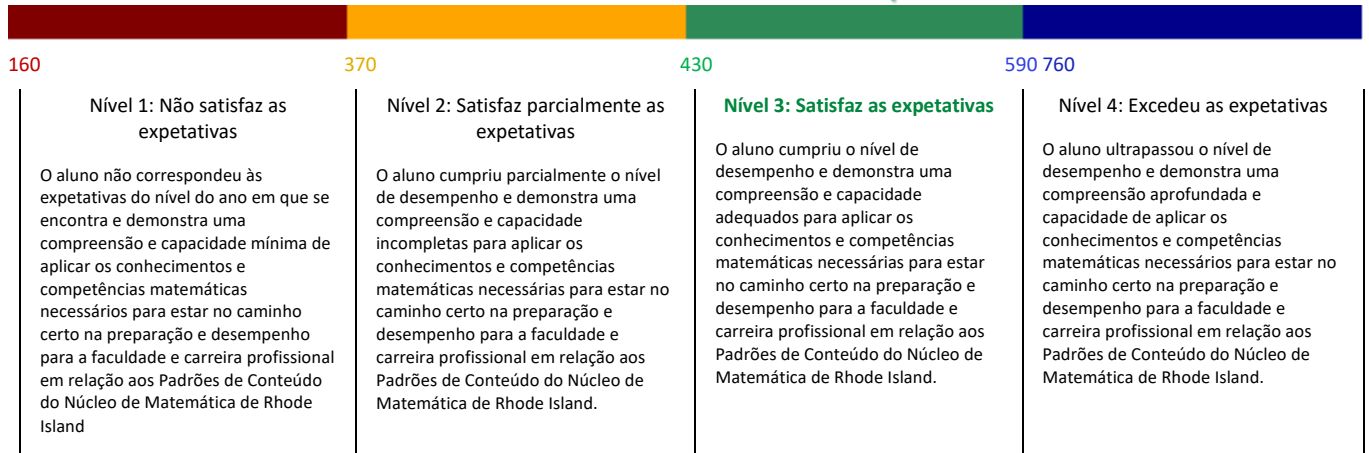 160
370
430
590 760
Nível 1: Não satisfaz as
expetativas
O aluno não correspondeu às
expetativas do nível do ano em que se
encontra e demonstra uma
compreensão e capacidade mínima de
aplicar os conhecimentos e
competências matemáticas
necessários para estar no caminho
certo na preparação e desempenho
para a faculdade e carreira profissional
em relação aos Padrões de Conteúdo
do Núcleo de Matemática de Rhode
Island
Nível 2: Satisfaz parcialmente as
expetativas
O aluno cumpriu parcialmente o nível
de desempenho e demonstra uma
compreensão e capacidade
incompletas para aplicar os
conhecimentos e competências
matemáticas necessárias para estar no
caminho certo na preparação e
desempenho para a faculdade e
carreira profissional em relação aos
Padrões de Conteúdo do Núcleo de
Matemática de Rhode Island.
Nível 3: Satisfaz as expetativas
O aluno cumpriu o nível de
desempenho e demonstra uma
compreensão e capacidade
adequados para aplicar os
conhecimentos e competências
matemáticas necessárias para estar
no caminho certo na preparação e
desempenho para a faculdade e
carreira profissional em relação aos
Padrões de Conteúdo do Núcleo de
Matemática de Rhode Island.
Nível 4: Excedeu as expetativas
O aluno ultrapassou o nível de
desempenho e demonstra uma
compreensão aprofundada e
capacidade de aplicar os
conhecimentos e competências
matemáticas necessários para estar no
caminho certo na preparação e
desempenho para a faculdade e
carreira profissional em relação aos
Padrões de Conteúdo do Núcleo de
Matemática de Rhode Island.